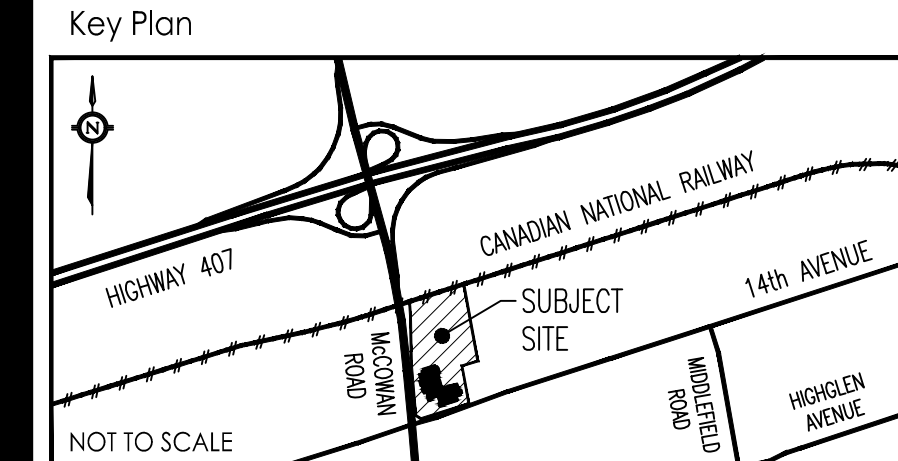 Key Plan
N
HIGHWAY 407
CANADIAN NATIONAL RAILWAY
14th AVENUE
SUBJECT
SITE
McCOWAN
ROAD
MIDDLEFIELD
ROAD
HIGHGLEN
AVENUE
NOT TO SCALE